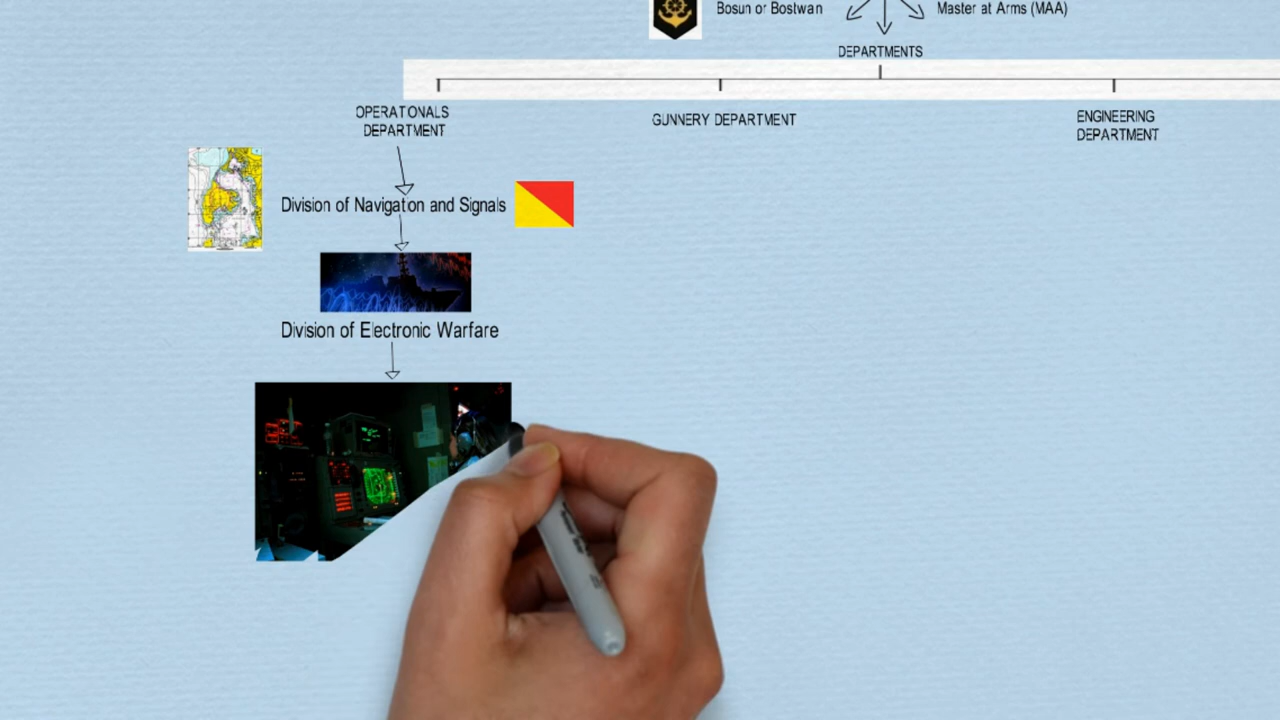 Bosun or Bostwan
Master at Arms (MAA)
DEPARTMENTS
OPERATONALS
DEPARTMENT
GUNNERY DEPARTMENT
ENGINEERING
DEPARTMENT
Division of Navigation and Signals
Division of Electronic Warfare